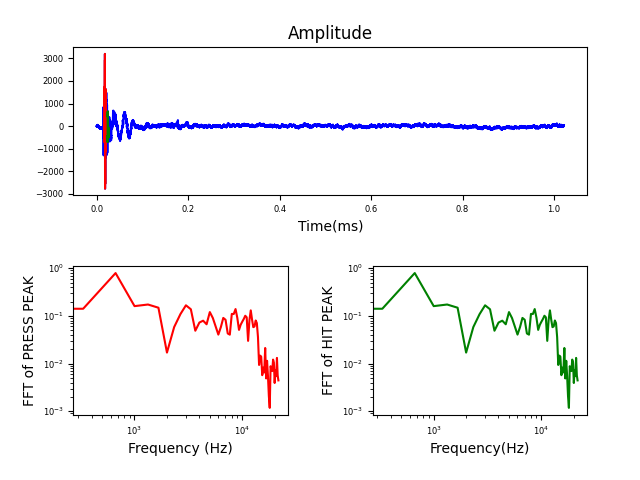 Amplitude
3000
2000
1000
0
−1000
−2000
−3000
0.0 0.2 0.4 0.6 0.8 1.0
Time(ms)
FFT of PRESS PEAK
10⁰
10⁻¹
10⁻²
10⁻³
10³ 10⁴
Frequency (Hz)
FFT of HIT PEAK
10⁰
10⁻¹
10⁻²
10⁻³
10³ 10⁴
Frequency(Hz)